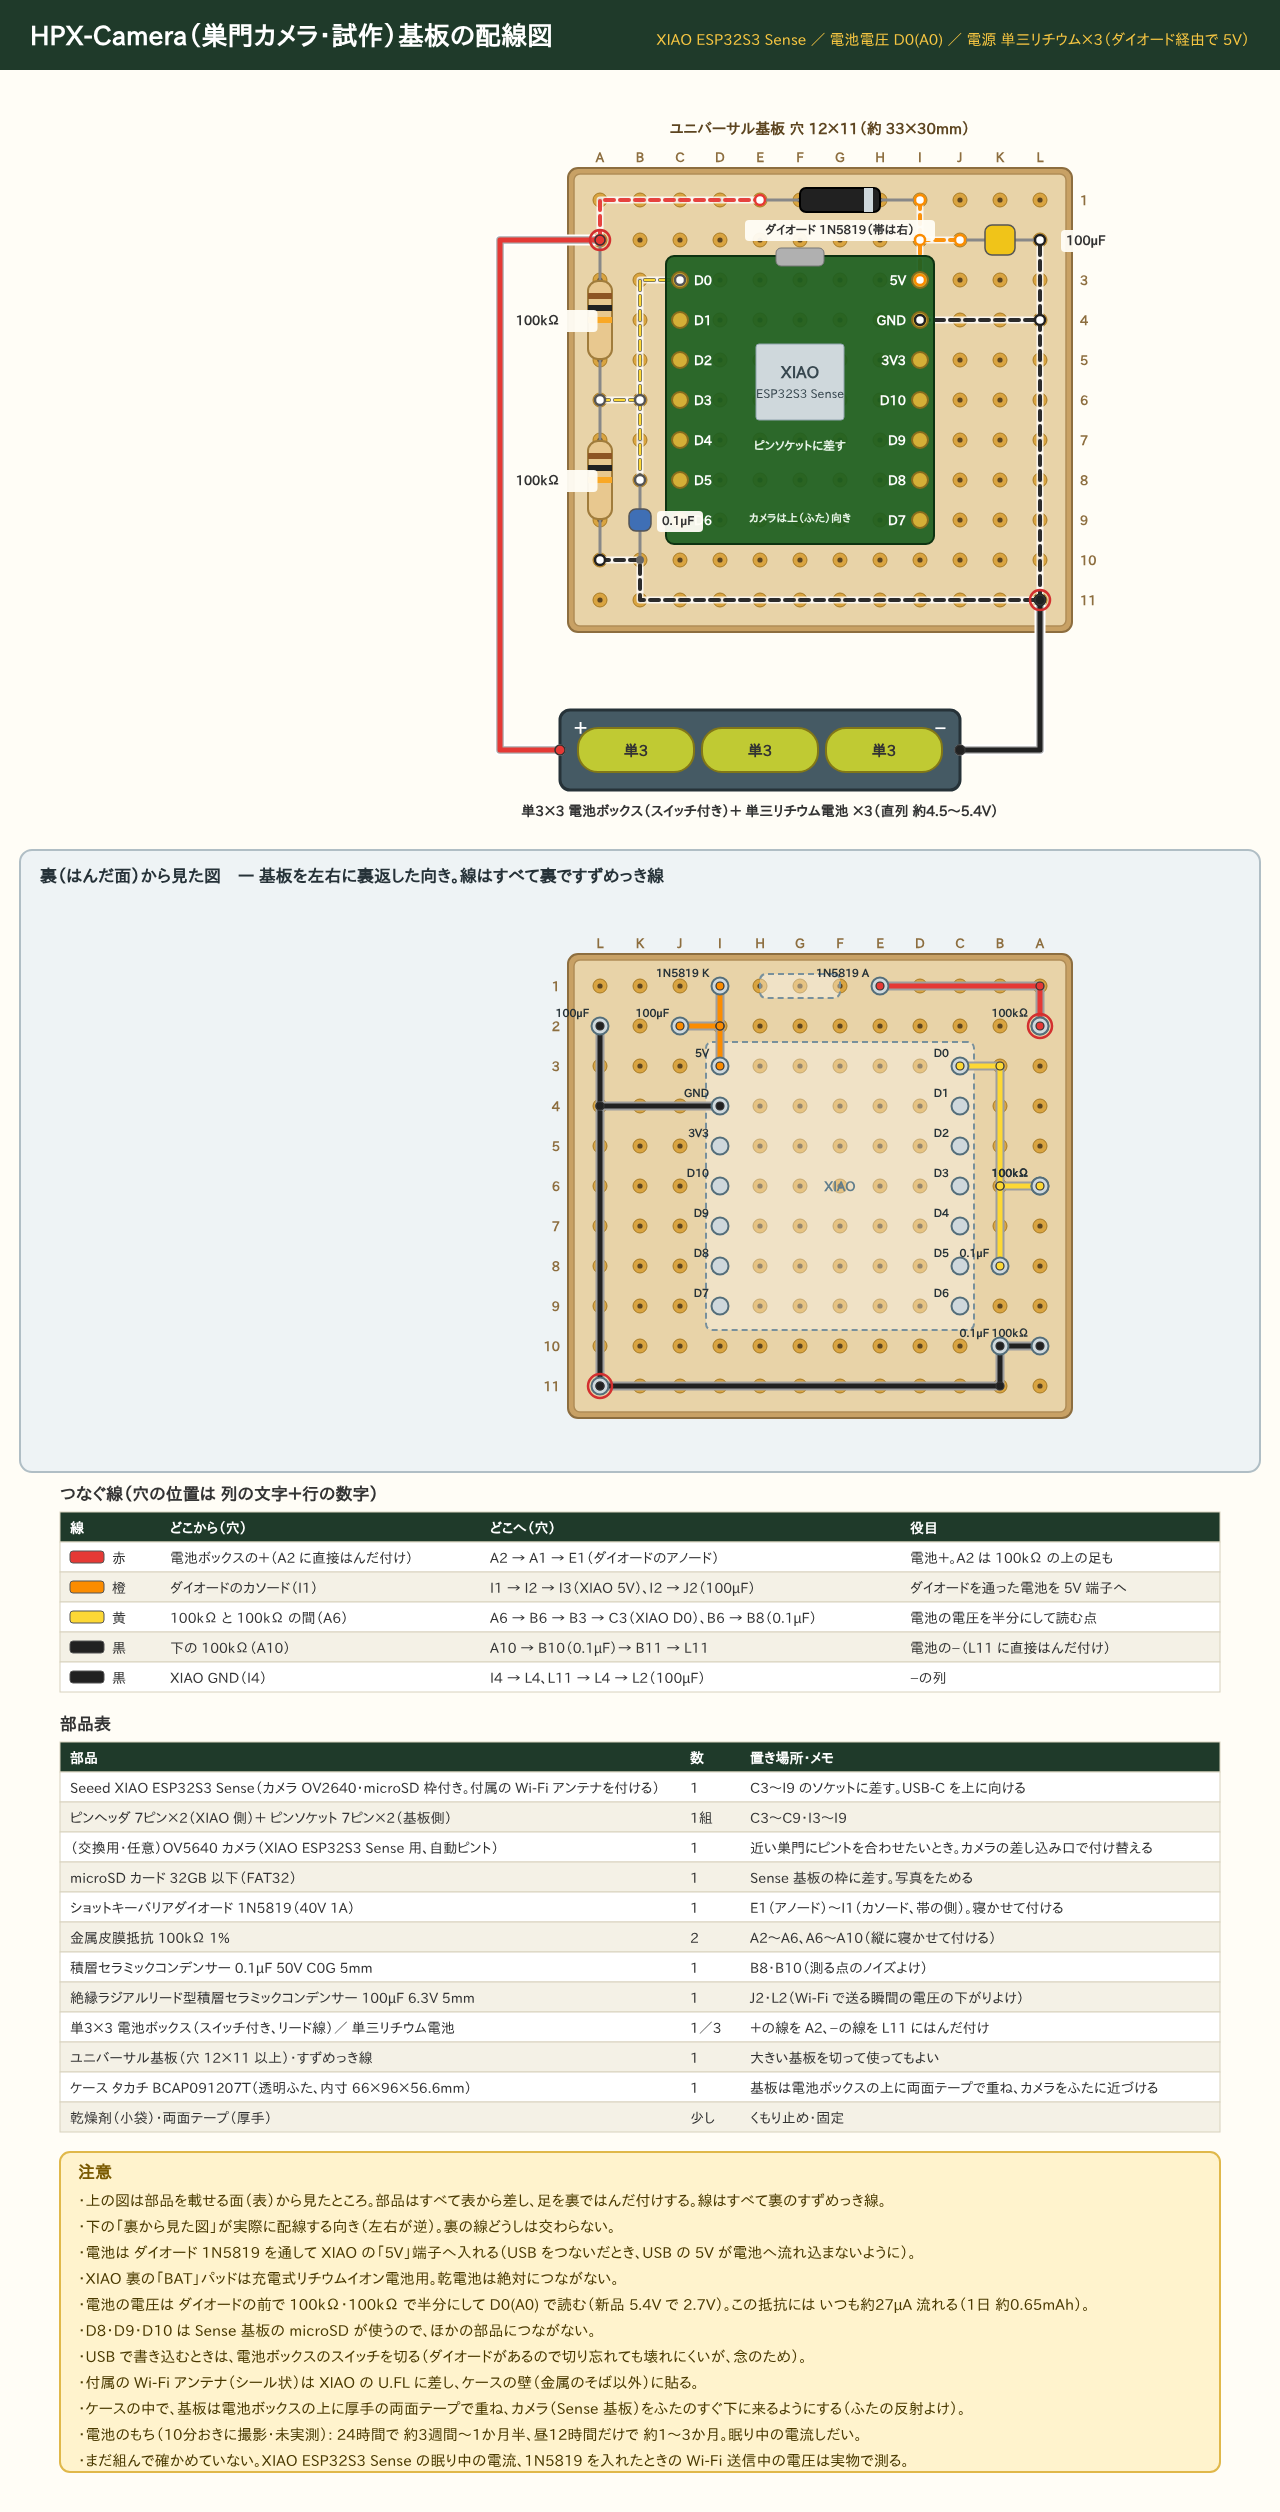 HPX-Camera（巣門カメラ・試作）基板の配線図
XIAO ESP32S3 Sense ／ 電池電圧 D0(A0) ／ 電源 単三リチウム×3（ダイオード経由で 5V）
ユニバーサル基板 穴 12×11（約 33×30mm）
A B C D E F G H I J K L
1
ダイオード 1N5819（帯は右）
100µF
D0 5V 3
100kΩ D1 GND 4
D2 3V3 5
XIAO
ESP32S3 Sense
D3 D10 6
D4 ピンソケットに差す D9 7
100kΩ D5 D8 8
0.1µF 6 カメラは上（ふた）向き D7 9
10
11
+ −
単3 単3 単3
単3×3 電池ボックス（スイッチ付き）＋ 単三リチウム電池 ×3（直列 約4.5〜5.4V）
裏（はんだ面）から見た図　— 基板を左右に裏返した向き。線はすべて裏ですずめっき線
L K J I H G F E D C B A
1N5819 K 1N5819 A
1
100µF 100µF 100kΩ
2
5V D0
3
GND D1
4
3V3 D2
5
D10 D3 100kΩ
6 XIAO
D9 D4
7
D8 D5 0.1µF
8
D7 D6
9
0.1µF 100kΩ
10
11
つなぐ線（穴の位置は 列の文字＋行の数字）
線 どこから（穴） どこへ（穴） 役目
赤 電池ボックスの＋（A2 に直接はんだ付け） A2 → A1 → E1（ダイオードのアノード） 電池＋。A2 は 100kΩ の上の足も
橙 ダイオードのカソード（I1） I1 → I2 → I3（XIAO 5V）、I2 → J2（100µF） ダイオードを通った電池を 5V 端子へ
黄 100kΩ と 100kΩ の間（A6） A6 → B6 → B3 → C3（XIAO D0）、B6 → B8（0.1µF） 電池の電圧を半分にして読む点
黒 下の 100kΩ（A10） A10 → B10（0.1µF）→ B11 → L11 電池の−（L11 に直接はんだ付け）
黒 XIAO GND（I4） I4 → L4、L11 → L4 → L2（100µF） −の列
部品表
部品 数 置き場所・メモ
Seeed XIAO ESP32S3 Sense（カメラ OV2640・microSD 枠付き。付属の Wi-Fi アンテナを付ける） 1 C3〜I9 のソケットに差す。USB-C を上に向ける
ピンヘッダ 7ピン×2（XIAO 側）＋ ピンソケット 7ピン×2（基板側） 1組 C3〜C9・I3〜I9
（交換用・任意）OV5640 カメラ（XIAO ESP32S3 Sense 用、自動ピント） 1 近い巣門にピントを合わせたいとき。カメラの差し込み口で付け替える
microSD カード 32GB 以下（FAT32） 1 Sense 基板の枠に差す。写真をためる
ショットキーバリアダイオード 1N5819（40V 1A） 1 E1（アノード）〜I1（カソード、帯の側）。寝かせて付ける
金属皮膜抵抗 100kΩ 1% 2 A2〜A6、A6〜A10（縦に寝かせて付ける）
積層セラミックコンデンサー 0.1µF 50V C0G 5mm 1 B8・B10（測る点のノイズよけ）
絶縁ラジアルリード型積層セラミックコンデンサー 100µF 6.3V 5mm 1 J2・L2（Wi-Fi で送る瞬間の電圧の下がりよけ）
単3×3 電池ボックス（スイッチ付き、リード線）／ 単三リチウム電池 1／3 ＋の線を A2、−の線を L11 にはんだ付け
ユニバーサル基板（穴 12×11 以上）・すずめっき線 1 大きい基板を切って使ってもよい
ケース タカチ BCAP091207T（透明ふた、内寸 66×96×56.6mm） 1 基板は電池ボックスの上に両面テープで重ね、カメラをふたに近づける
乾燥剤（小袋）・両面テープ（厚手） 少し くもり止め・固定
注意
・上の図は部品を載せる面（表）から見たところ。部品はすべて表から差し、足を裏ではんだ付けする。線はすべて裏のすずめっき線。
・下の「裏から見た図」が実際に配線する向き（左右が逆）。裏の線どうしは交わらない。
・電池は ダイオード 1N5819 を通して XIAO の「5V」端子へ入れる（USB をつないだとき、USB の 5V が電池へ流れ込まないように）。
・XIAO 裏の「BAT」パッドは充電式リチウムイオン電池用。乾電池は絶対につながない。
・電池の電圧は ダイオードの前で 100kΩ・100kΩ で半分にして D0(A0) で読む（新品 5.4V で 2.7V）。この抵抗には いつも約27µA 流れる（1日 約0.65mAh）。
・D8・D9・D10 は Sense 基板の microSD が使うので、ほかの部品につながない。
・USB で書き込むときは、電池ボックスのスイッチを切る（ダイオードがあるので切り忘れても壊れにくいが、念のため）。
・付属の Wi-Fi アンテナ（シール状）は XIAO の U.FL に差し、ケースの壁（金属のそば以外）に貼る。
・ケースの中で、基板は電池ボックスの上に厚手の両面テープで重ね、カメラ（Sense 基板）をふたのすぐ下に来るようにする（ふたの反射よけ）。
・電池のもち（10分おきに撮影・未実測）: 24時間で 約3週間〜1か月半、昼12時間だけで 約1〜3か月。眠り中の電流しだい。
・まだ組んで確かめていない。XIAO ESP32S3 Sense の眠り中の電流、1N5819 を入れたときの Wi-Fi 送信中の電圧は実物で測る。